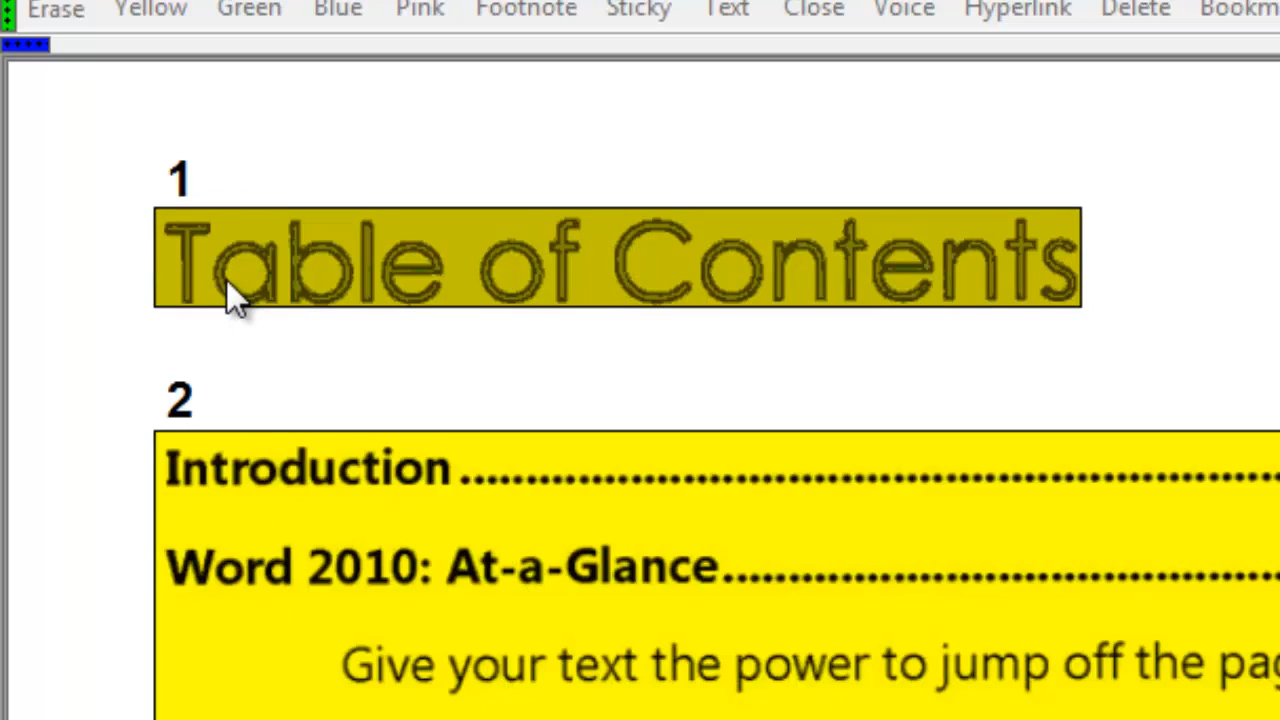 Erase Yellow Green Blue Pink Footnote Sticky Text Close Voice Hyperlink Delete
1
Table of Contents
2
Introduction........................................................
Word 2010: At-a-Glance........................................
Give your text the power to jump off the